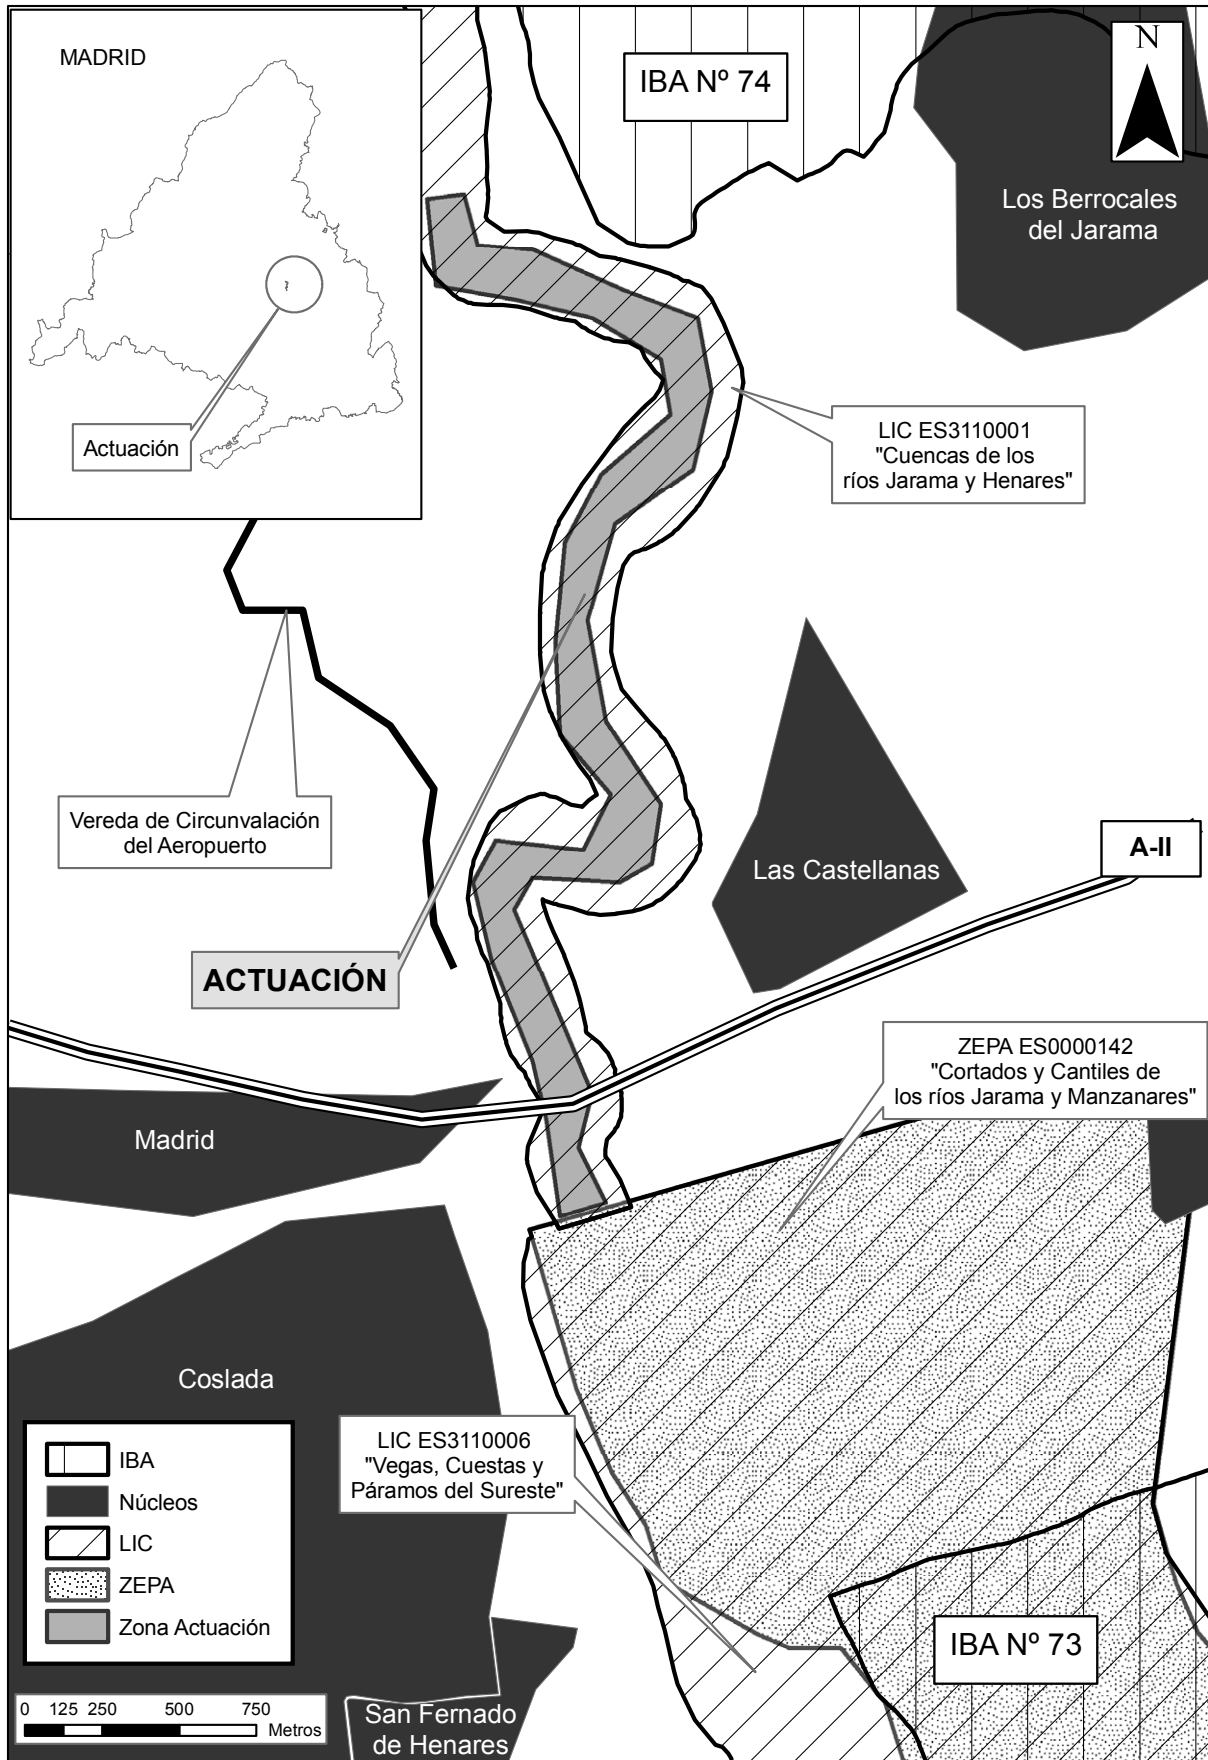 MADRID
IBA Nº 74
N
Los Berrocales
del Jarama
Actuación
LIC ES3110001
"Cuencas de los
ríos Jarama y Henares"
Vereda de Circunvalación
del Aeropuerto
A-II
Las Castellanas
ACTUACIÓN
ZEPA ES0000142
"Cortados y Cantiles de
los ríos Jarama y Manzanares"
Madrid
Coslada
LIC ES3110006
"Vegas, Cuestas y
Páramos del Sureste"
IBA
Núcleos
LIC
ZEPA
Zona Actuación
IBA Nº 73
0 125 250 500 750
Metros
San Fernado
de Henares